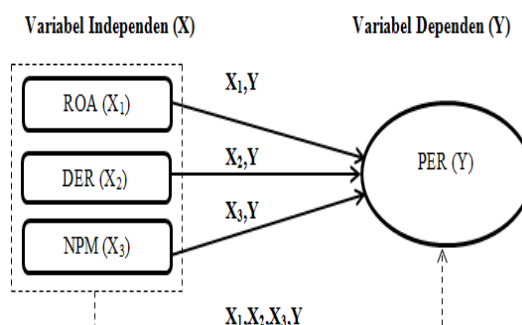 Variabel Independen (X)
Variabel Dependen (Y)
ROA (X₁)
X₁,Y
DER (X₂)
X₂,Y
PER (Y)
NPM (X₃)
X₃,Y
X₁,X₂,X₃,Y